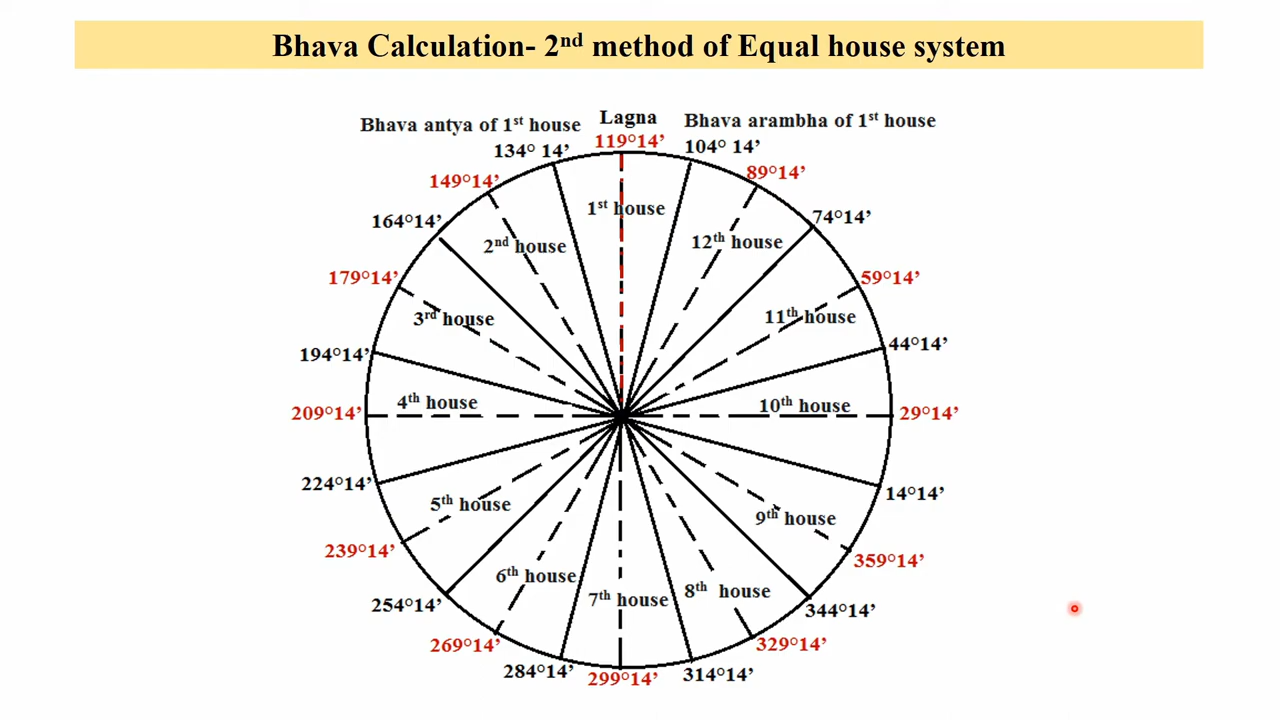 Bhava Calculation- 2nd method of Equal house system
Bhava antya of 1st house
Lagna
Bhava arambha of 1st house
134° 14’
119°14’
104° 14’
149°14’
89°14’
164°14’
1st house
74°14’
2nd house
12th house
179°14’
59°14’
3rd house
11th house
194°14’
44°14’
4th house
10th house
209°14’
29°14’
224°14’
14°14’
5th house
9th house
239°14’
359°14’
6th house
7th house
8th house
254°14’
344°14’
269°14’
329°14’
284°14’
299°14’
314°14’